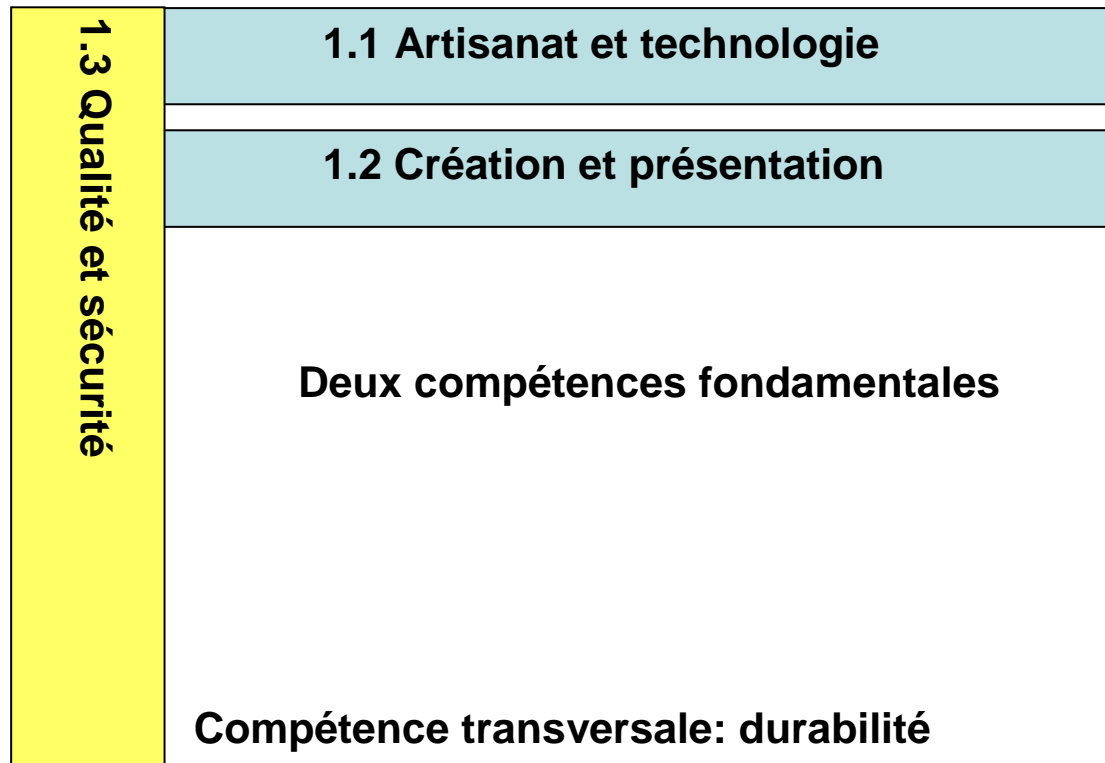 1.3 Qualité et sécurité
1.1 Artisanat et technologie
1.2 Création et présentation
Deux compétences fondamentales
Compétence transversale: durabilité